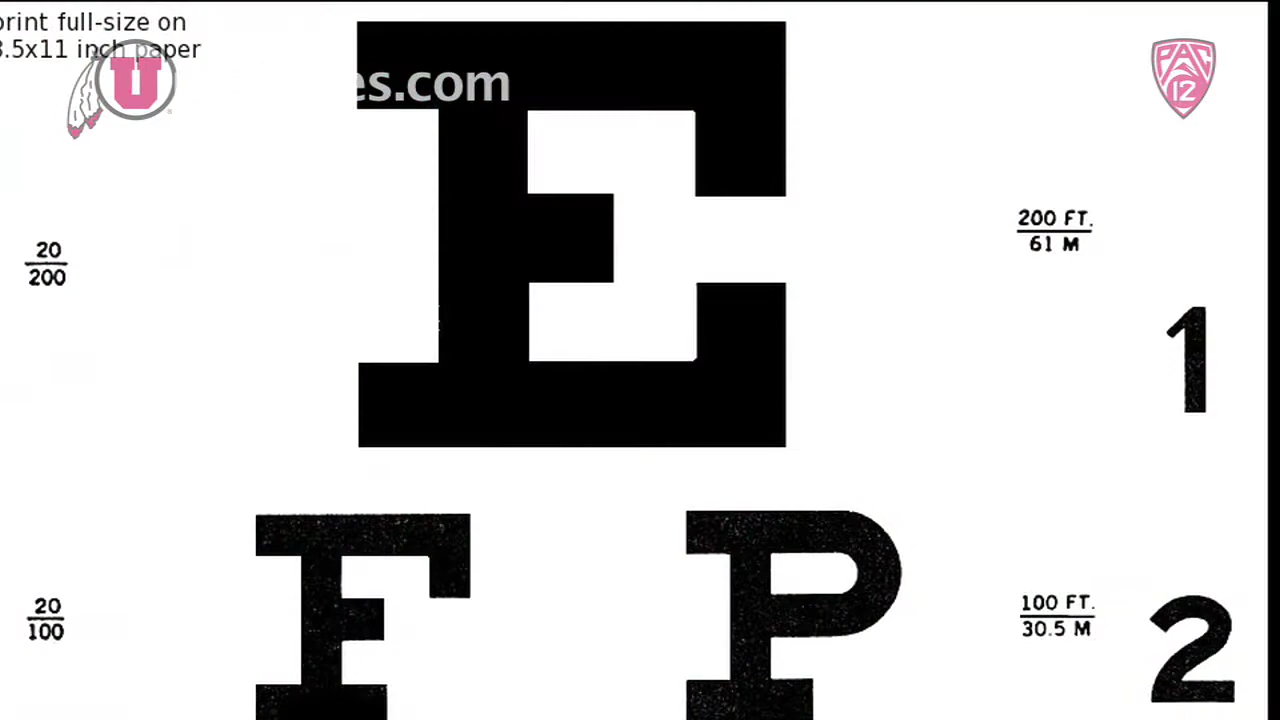 print full-size on
8.5x11 inch paper
U
es.com
PAC
12
E
20
200
200 FT.
61 M
1
F P
20
100
100 FT.
30.5 M
2